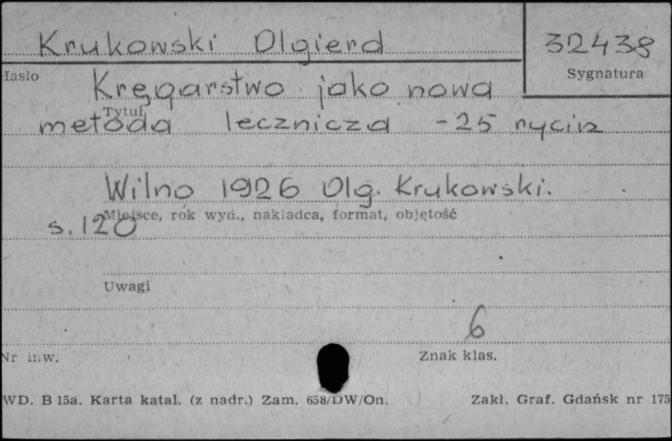 Krukowski Olgierd
32438
Hasło
Sygnatura
Kręgarstwo jako nowa
Tytuł
metoda lecznicza - 25 rycin
Wilno 1926 Olg. Krukowski.
Miejsce, rok wyd., nakładca, format, objętość
s. 120
Uwagi
6
Nr inw.
Znak klas.
WD. B 15a. Karta katal. (z nadr.) Zam. 658/DW/On.
Zakł. Graf. Gdańsk nr 175